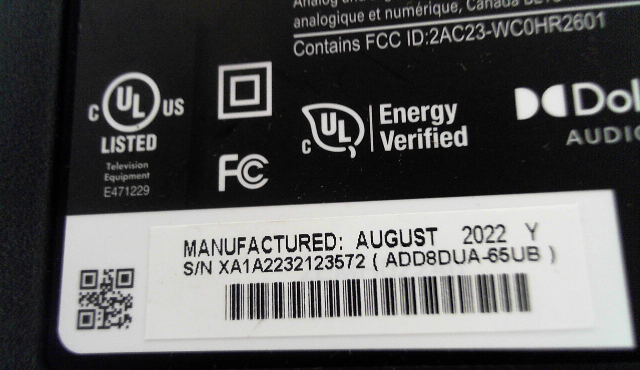 analogique et numérique, Canada
Contains FCC ID:2AC23-WC0HR2601
c UL US
LISTED
Television
Equipment
E471229
FC
c UL Energy
Verified
Dol
AUDIO
MANUFACTURED: AUGUST 2022 Y
S/N XA1A2232123572 ( ADD8DUA-65UB )